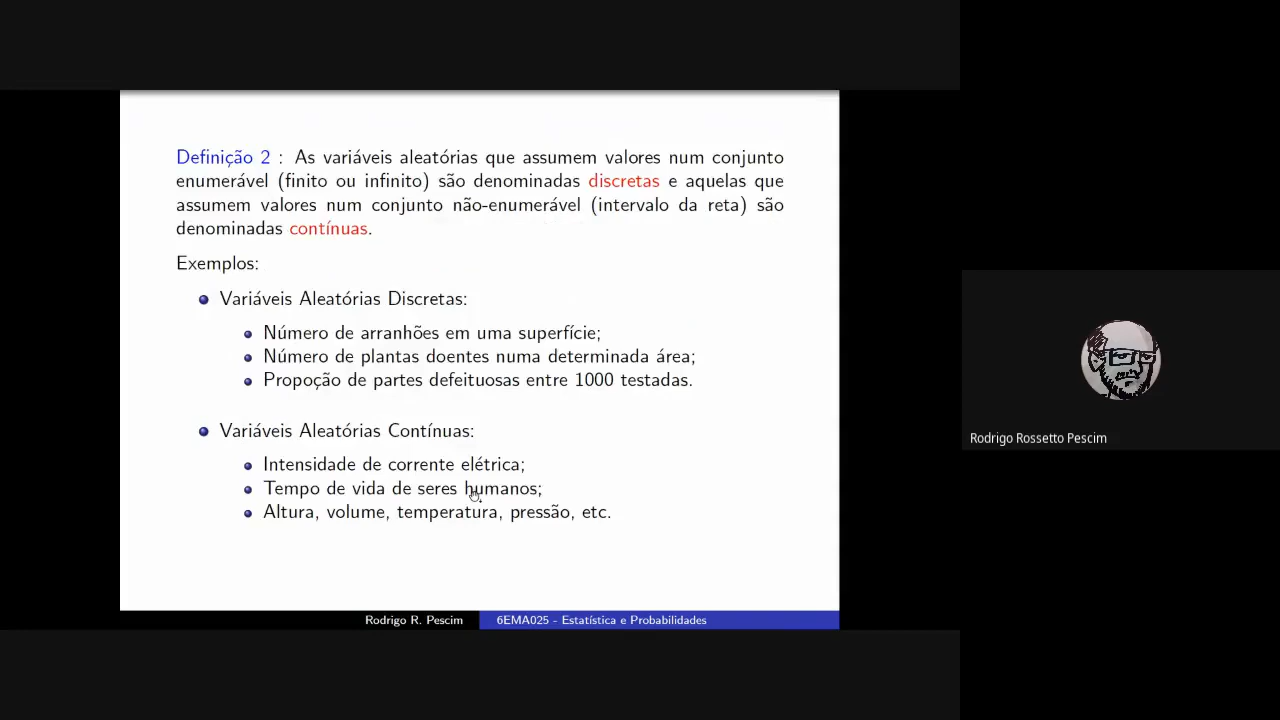 Definição 2 : As variáveis aleatórias que assumem valores num conjunto
enumerável (finito ou infinito) são denominadas discretas e aquelas que
assumem valores num conjunto não-enumerável (intervalo da reta) são
denominadas contínuas.
Exemplos:
Variáveis Aleatórias Discretas:
Número de arranhões em uma superfície;
Número de plantas doentes numa determinada área;
Propoção de partes defeituosas entre 1000 testadas.
Variáveis Aleatórias Contínuas:
Intensidade de corrente elétrica;
Tempo de vida de seres humanos;
Altura, volume, temperatura, pressão, etc.
Rodrigo R. Pescim
6EMA025 - Estatística e Probabilidades
Rodrigo Rossetto Pescim